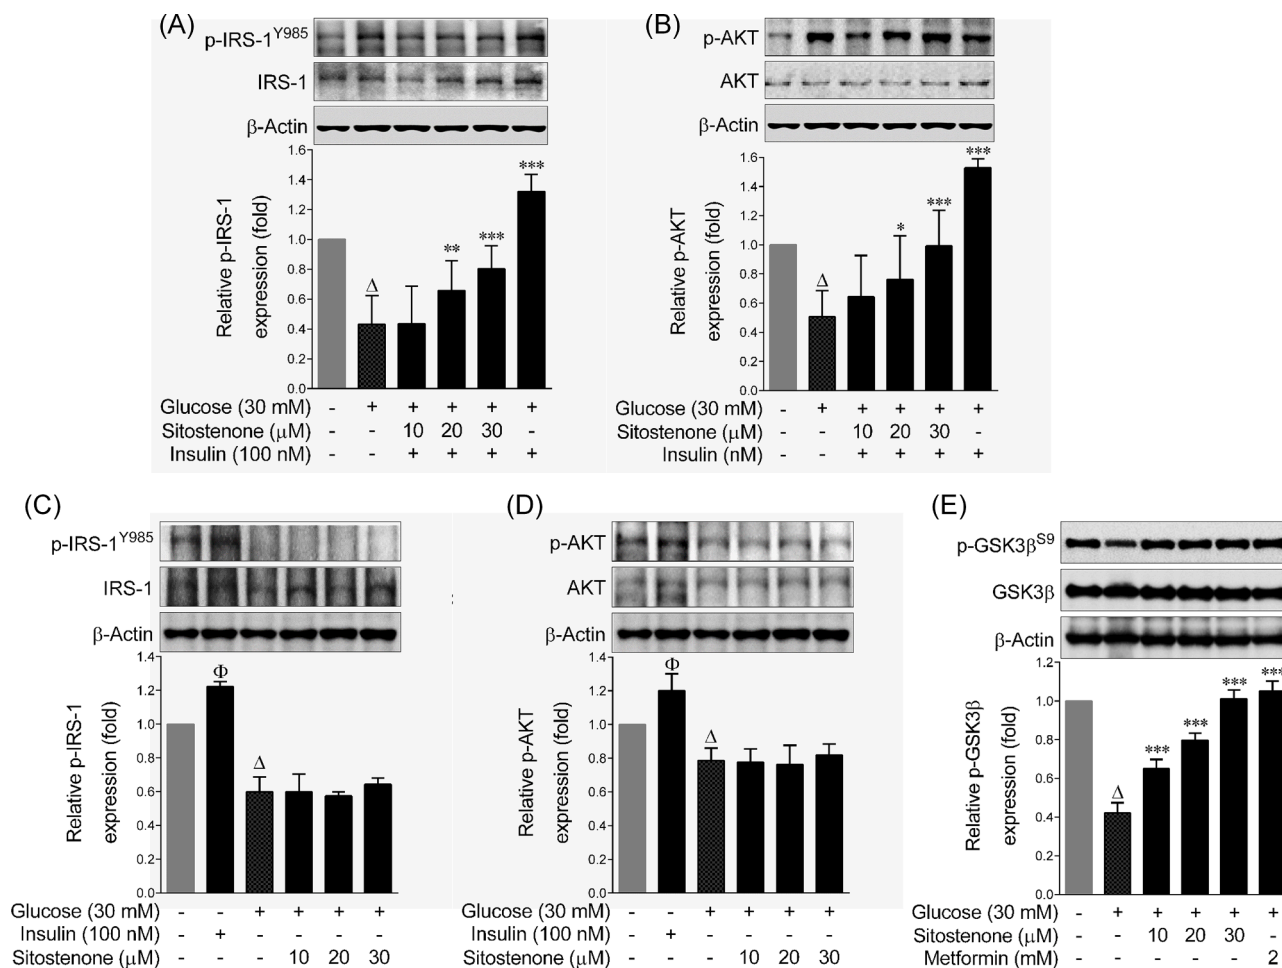 (A)
p-IRS-1Y985
IRS-1
β-Actin
Relative p-IRS-1
expression (fold)
1.6
1.4
1.2
1.0
0.8
0.6
0.4
0.2
0.0
Δ
**
***
***
Glucose (30 mM) - + + + + +
Sitostenone (μM) - - 10 20 30 -
Insulin (100 nM) - - + + + +
(B)
p-AKT
AKT
β-Actin
Relative p-AKT
expression (fold)
1.6
1.4
1.2
1.0
0.8
0.6
0.4
0.2
0.0
Δ
*
***
***
Glucose (30 mM) - + + + + +
Sitostenone (μM) - - 10 20 30 -
Insulin (nM) - - + + + +
(C)
p-IRS-1Y985
IRS-1
β-Actin
Relative p-IRS-1
expression (fold)
1.4
1.2
1.0
0.8
0.6
0.4
0.2
0.0
Φ
Δ
Glucose (30 mM) - - + + + +
Insulin (100 nM) - + - - - -
Sitostenone (μM) - - - 10 20 30
(D)
p-AKT
AKT
β-Actin
Relative p-AKT
expression (fold)
1.4
1.2
1.0
0.8
0.6
0.4
0.2
0.0
Φ
Δ
Glucose (30 mM) - - + + + +
Insulin (100 nM) - + - - - -
Sitostenone (μM) - - - 10 20 30
(E)
p-GSK3βS9
GSK3β
β-Actin
Relative p-GSK3β
expression (fold)
1.2
1.0
0.8
0.6
0.4
0.2
0.0
Δ
***
***
***
***
Glucose (30 mM) - + + + + +
Sitostenone (μM) - - 10 20 30 -
Metformin (mM) - - - - - 2